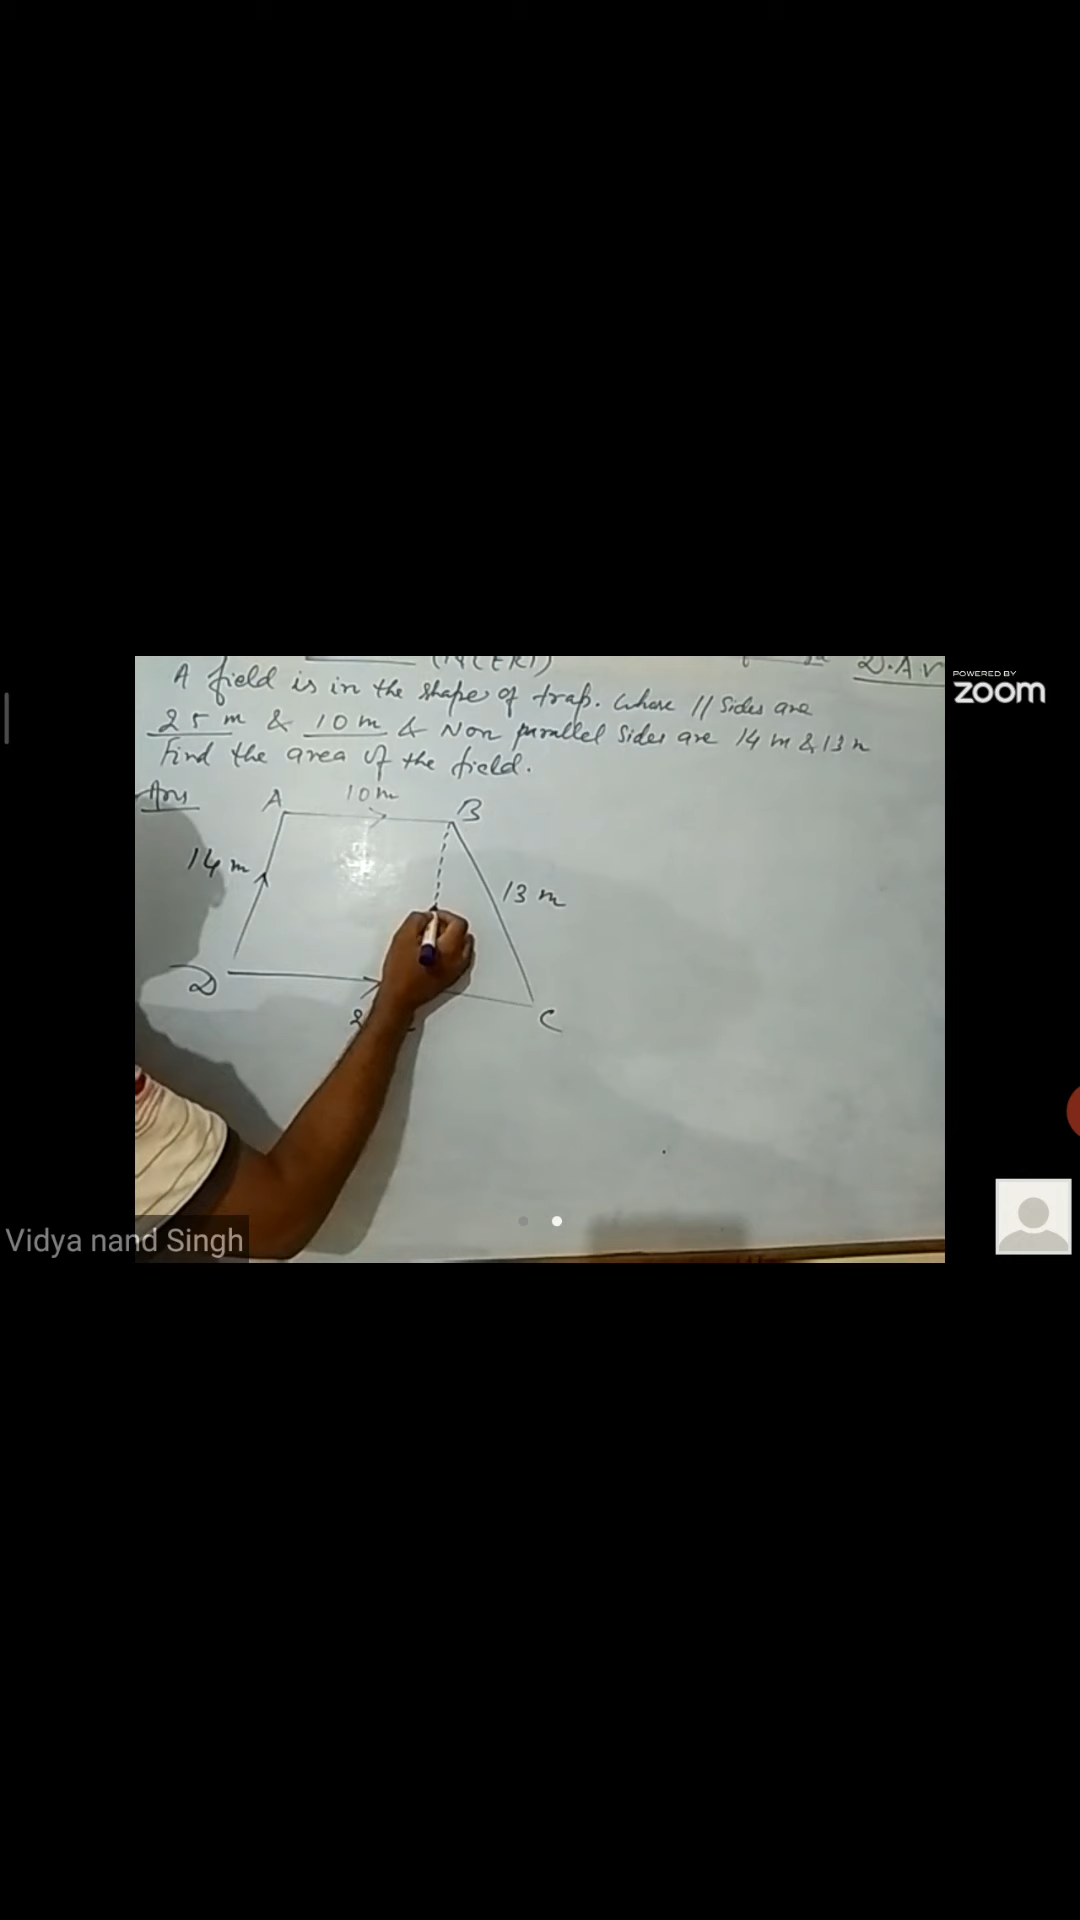 (NCERT)
D.A.V
A field is in the shape of trap. whose // sides are
25 m & 10 m & Non parallel sides are 14 m & 13 m
Find the area of the field.
Ans
A 10 m B
14 m
13 m
D
C
POWERED BY
zoom
Vidya nand Singh